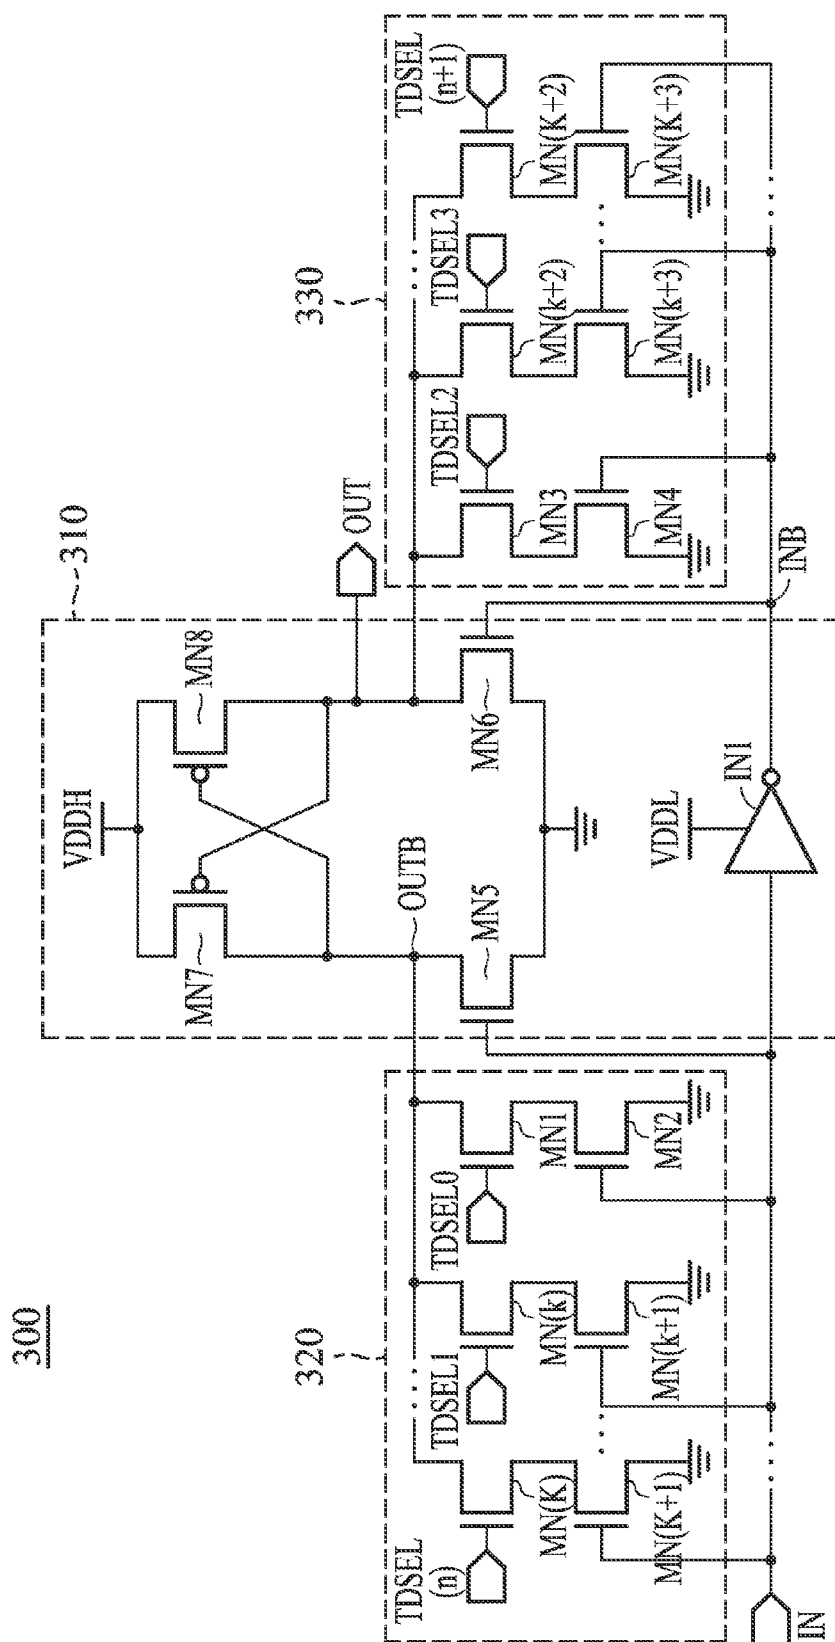 300
310
VDDH
MN7
MN8
OUT
OUTB
MN5
MN6
VDDL
IN1
INB
IN
320
TDSEL
(n)
TDSEL1
TDSEL0
MN(K)
MN(k)
MN1
MN(K+1)
MN(k+1)
MN2
330
TDSEL2
TDSEL3
TDSEL
(n+1)
MN3
MN(k+2)
MN(K+2)
MN4
MN(k+3)
MN(K+3)